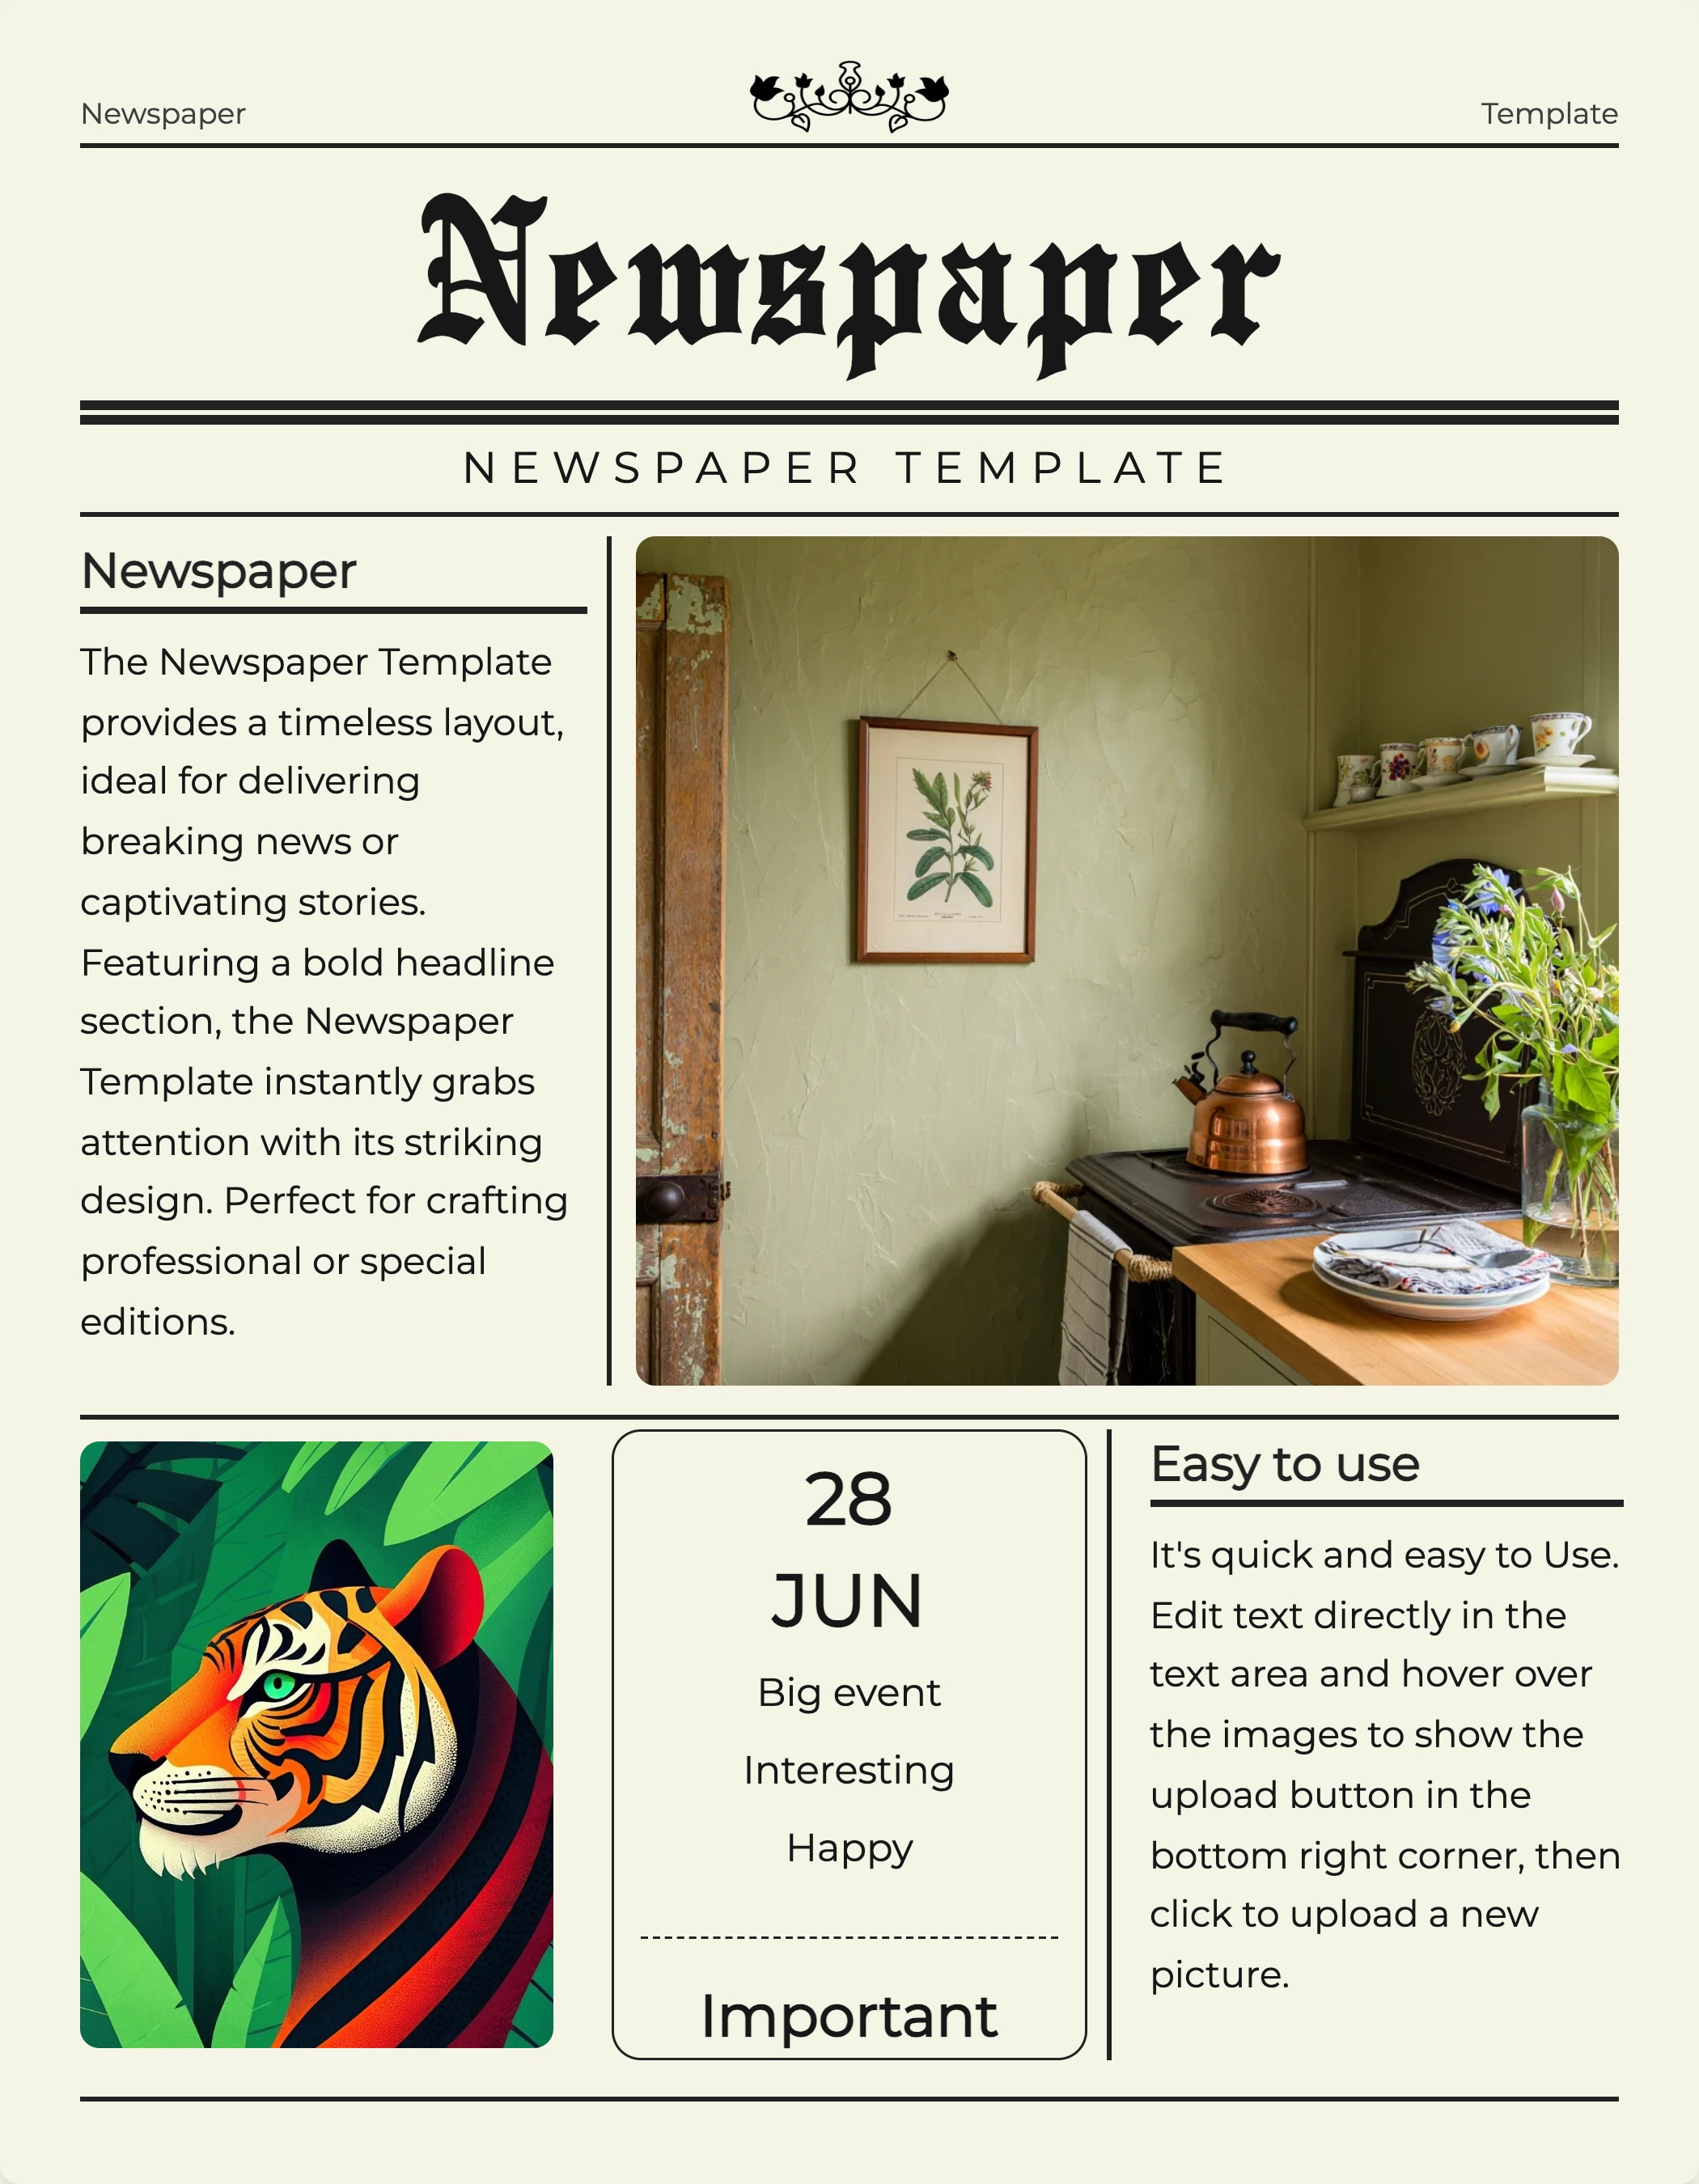 Newspaper
Template
Newspaper
NEWSPAPER TEMPLATE
Newspaper
The Newspaper Template
provides a timeless layout,
ideal for delivering
breaking news or
captivating stories.
Featuring a bold headline
section, the Newspaper
Template instantly grabs
attention with its striking
design. Perfect for crafting
professional or special
editions.
28
JUN
Big event
Interesting
Happy
Important
Easy to use
It's quick and easy to Use.
Edit text directly in the
text area and hover over
the images to show the
upload button in the
bottom right corner, then
click to upload a new
picture.